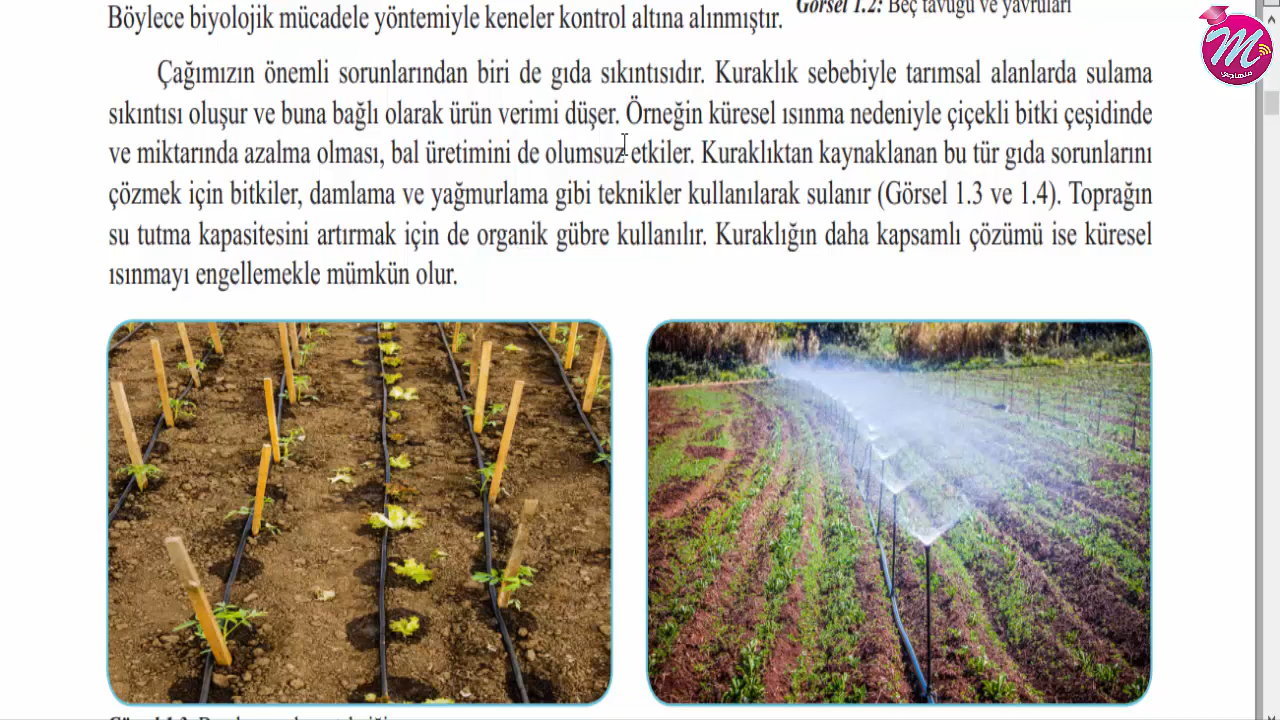 Böylece biyolojik mücadele yöntemiyle keneler kontrol altına alınmıştır.
Görsel 1.2: Beç tavuğu ve yavruları
Çağımızın önemli sorunlarından biri de gıda sıkıntısıdır. Kuraklık sebebiyle tarımsal alanlarda sulama
sıkıntısı oluşur ve buna bağlı olarak ürün verimi düşer. Örneğin küresel ısınma nedeniyle çiçekli bitki çeşidinde
ve miktarında azalma olması, bal üretimini de olumsuz etkiler. Kuraklıktan kaynaklanan bu tür gıda sorunlarını
çözmek için bitkiler, damlama ve yağmurlama gibi teknikler kullanılarak sulanır (Görsel 1.3 ve 1.4). Toprağın
su tutma kapasitesini artırmak için de organik gübre kullanılır. Kuraklığın daha kapsamlı çözümü ise küresel
ısınmayı engellemekle mümkün olur.
منهاجي